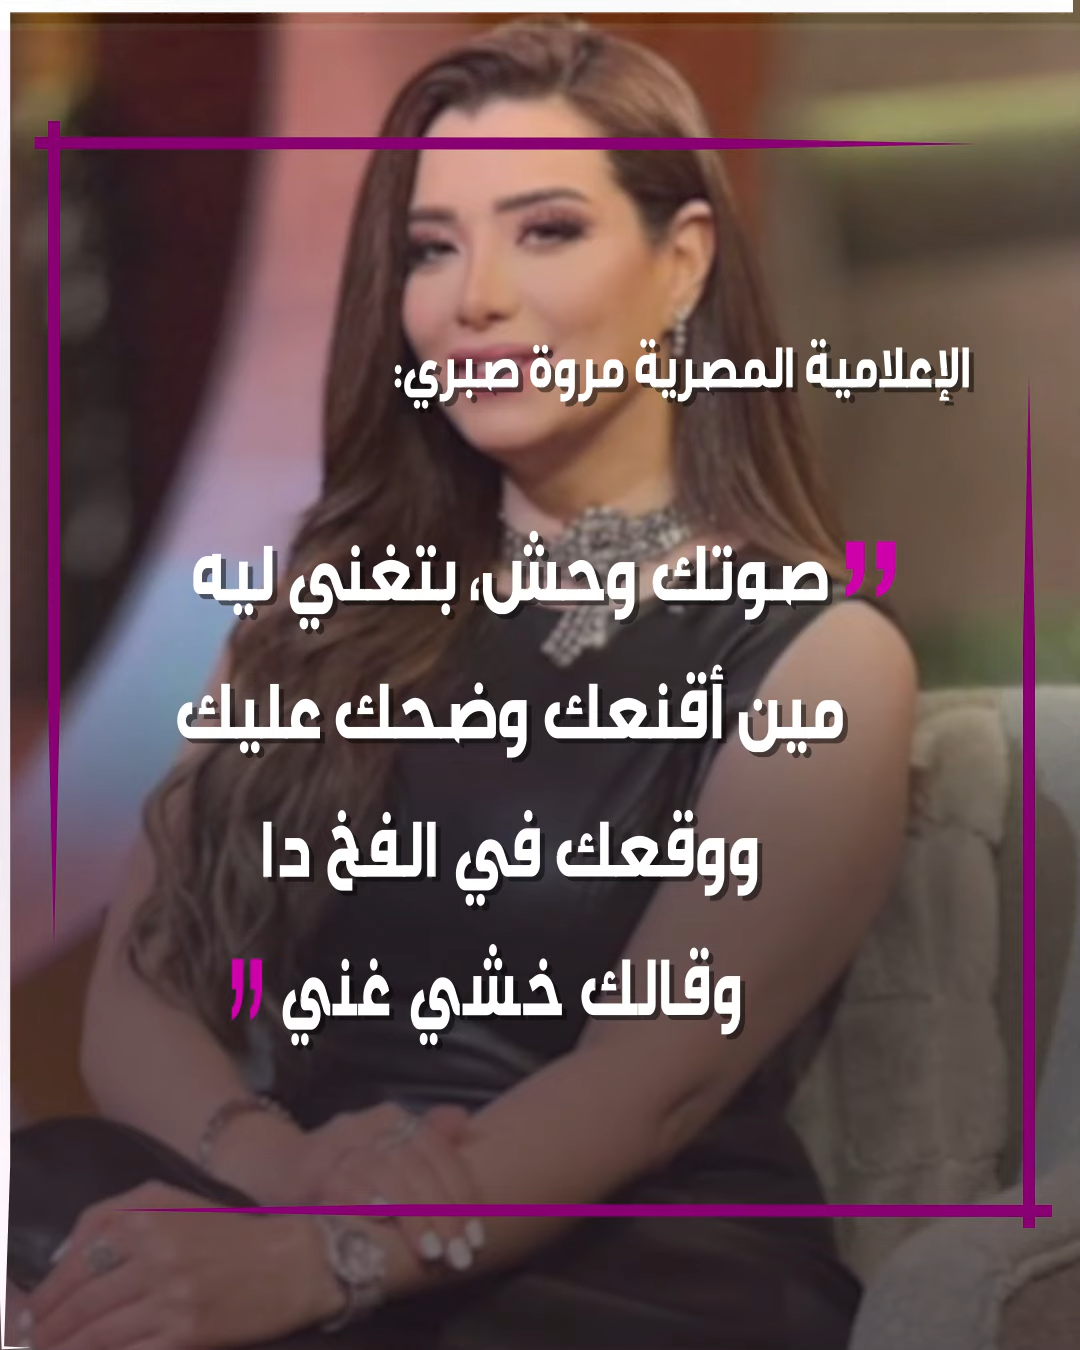 الإعلامية المصرية مروة صبري:
" صوتك وحش، بتغني ليه
مين أقنعك وضحك عليك
ووقعك في الفخ دا
وقالك خشي غني "